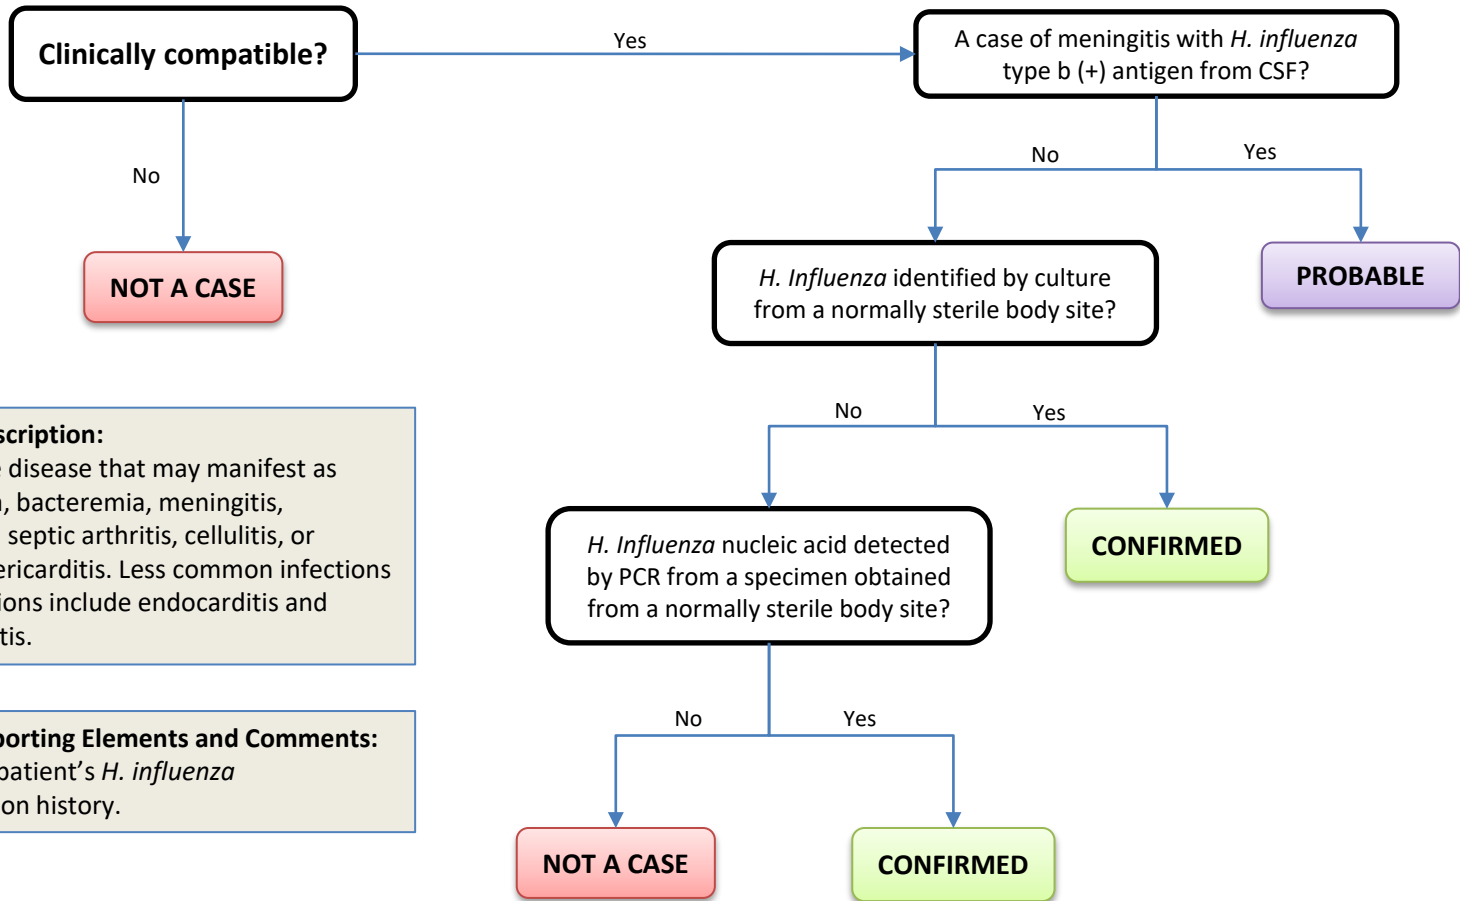 Clinically compatible?
Yes
A case of meningitis with H. influenza
type b (+) antigen from CSF?
No
No
Yes
NOT A CASE
H. Influenza identified by culture
from a normally sterile body site?
PROBABLE
No
Yes
scription:
disease that may manifest as
, bacteremia, meningitis,
septic arthritis, cellulitis, or
ericarditis. Less common infections
ions include endocarditis and
tis.
H. Influenza nucleic acid detected
by PCR from a specimen obtained
from a normally sterile body site?
CONFIRMED
No
Yes
porting Elements and Comments:
patient’s H. influenza
on history.
NOT A CASE
CONFIRMED